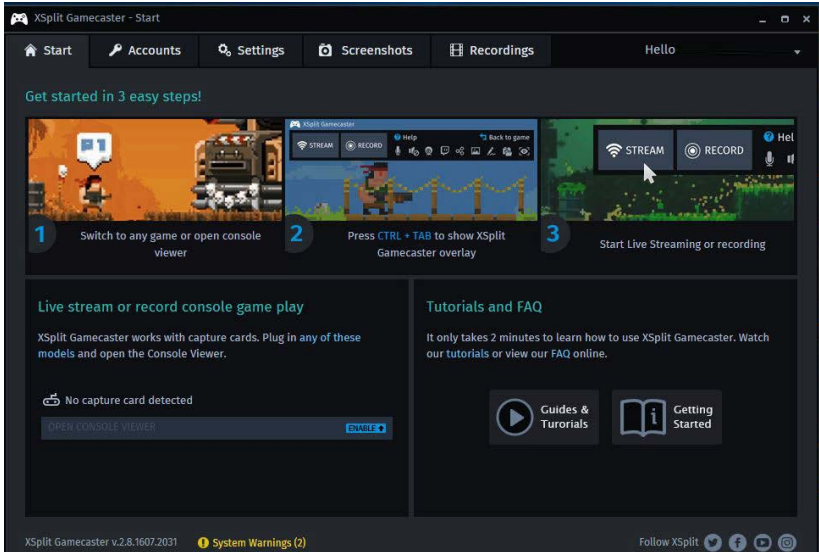 XSplit Gamecaster - Start
Start
Accounts
Settings
Screenshots
Recordings
Hello
Get started in 3 easy steps!
P1
XSplit Gamecaster
STREAM
RECORD
Help
Back to game
STREAM
RECORD
Hel
1
Switch to any game or open console
viewer
2
Press CTRL + TAB to show XSplit
Gamecaster overlay
3
Start Live Streaming or recording
Live stream or record console game play
XSplit Gamecaster works with capture cards. Plug in any of these
models and open the Console Viewer.
No capture card detected
OPEN CONSOLE VIEWER
ENABLE
Tutorials and FAQ
It only takes 2 minutes to learn how to use XSplit Gamecaster. Watch
our tutorials or view our FAQ online.
Guides &
Turorials
Getting
Started
XSplit Gamecaster v.2.8.1607.2031
System Warnings (2)
Follow XSplit